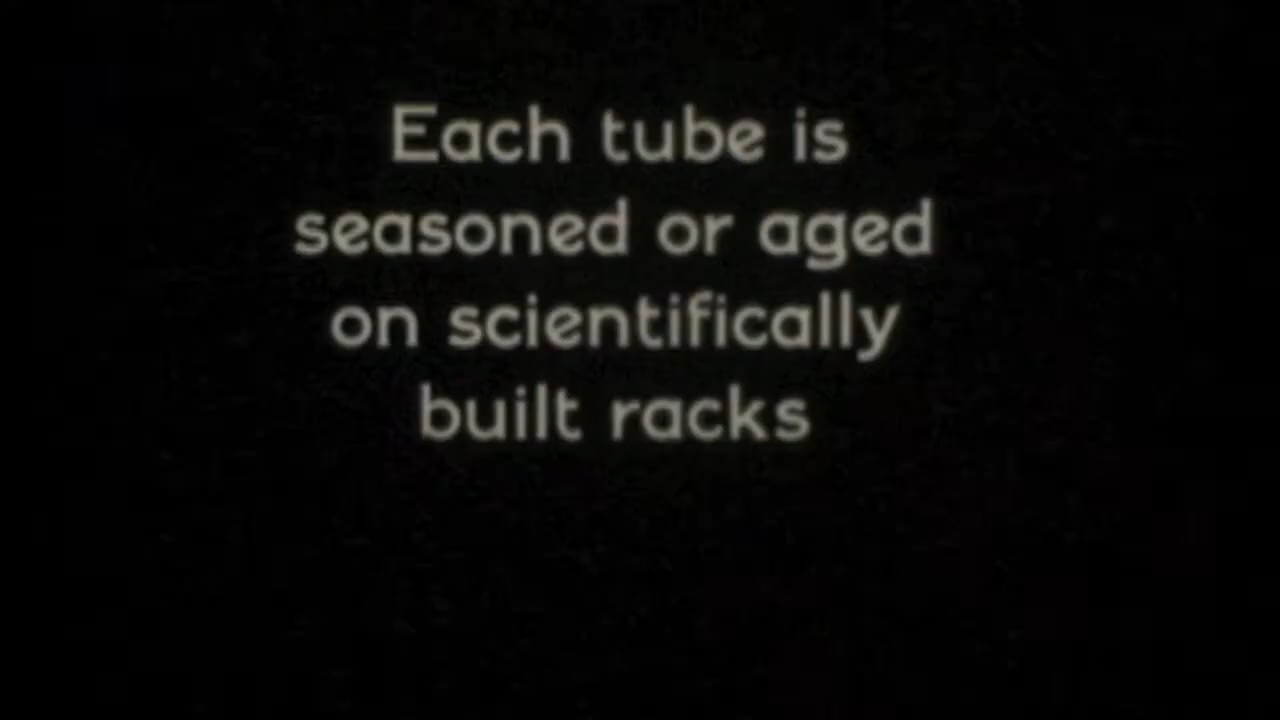 Each tube is
seasoned or aged
on scientifically
built racks